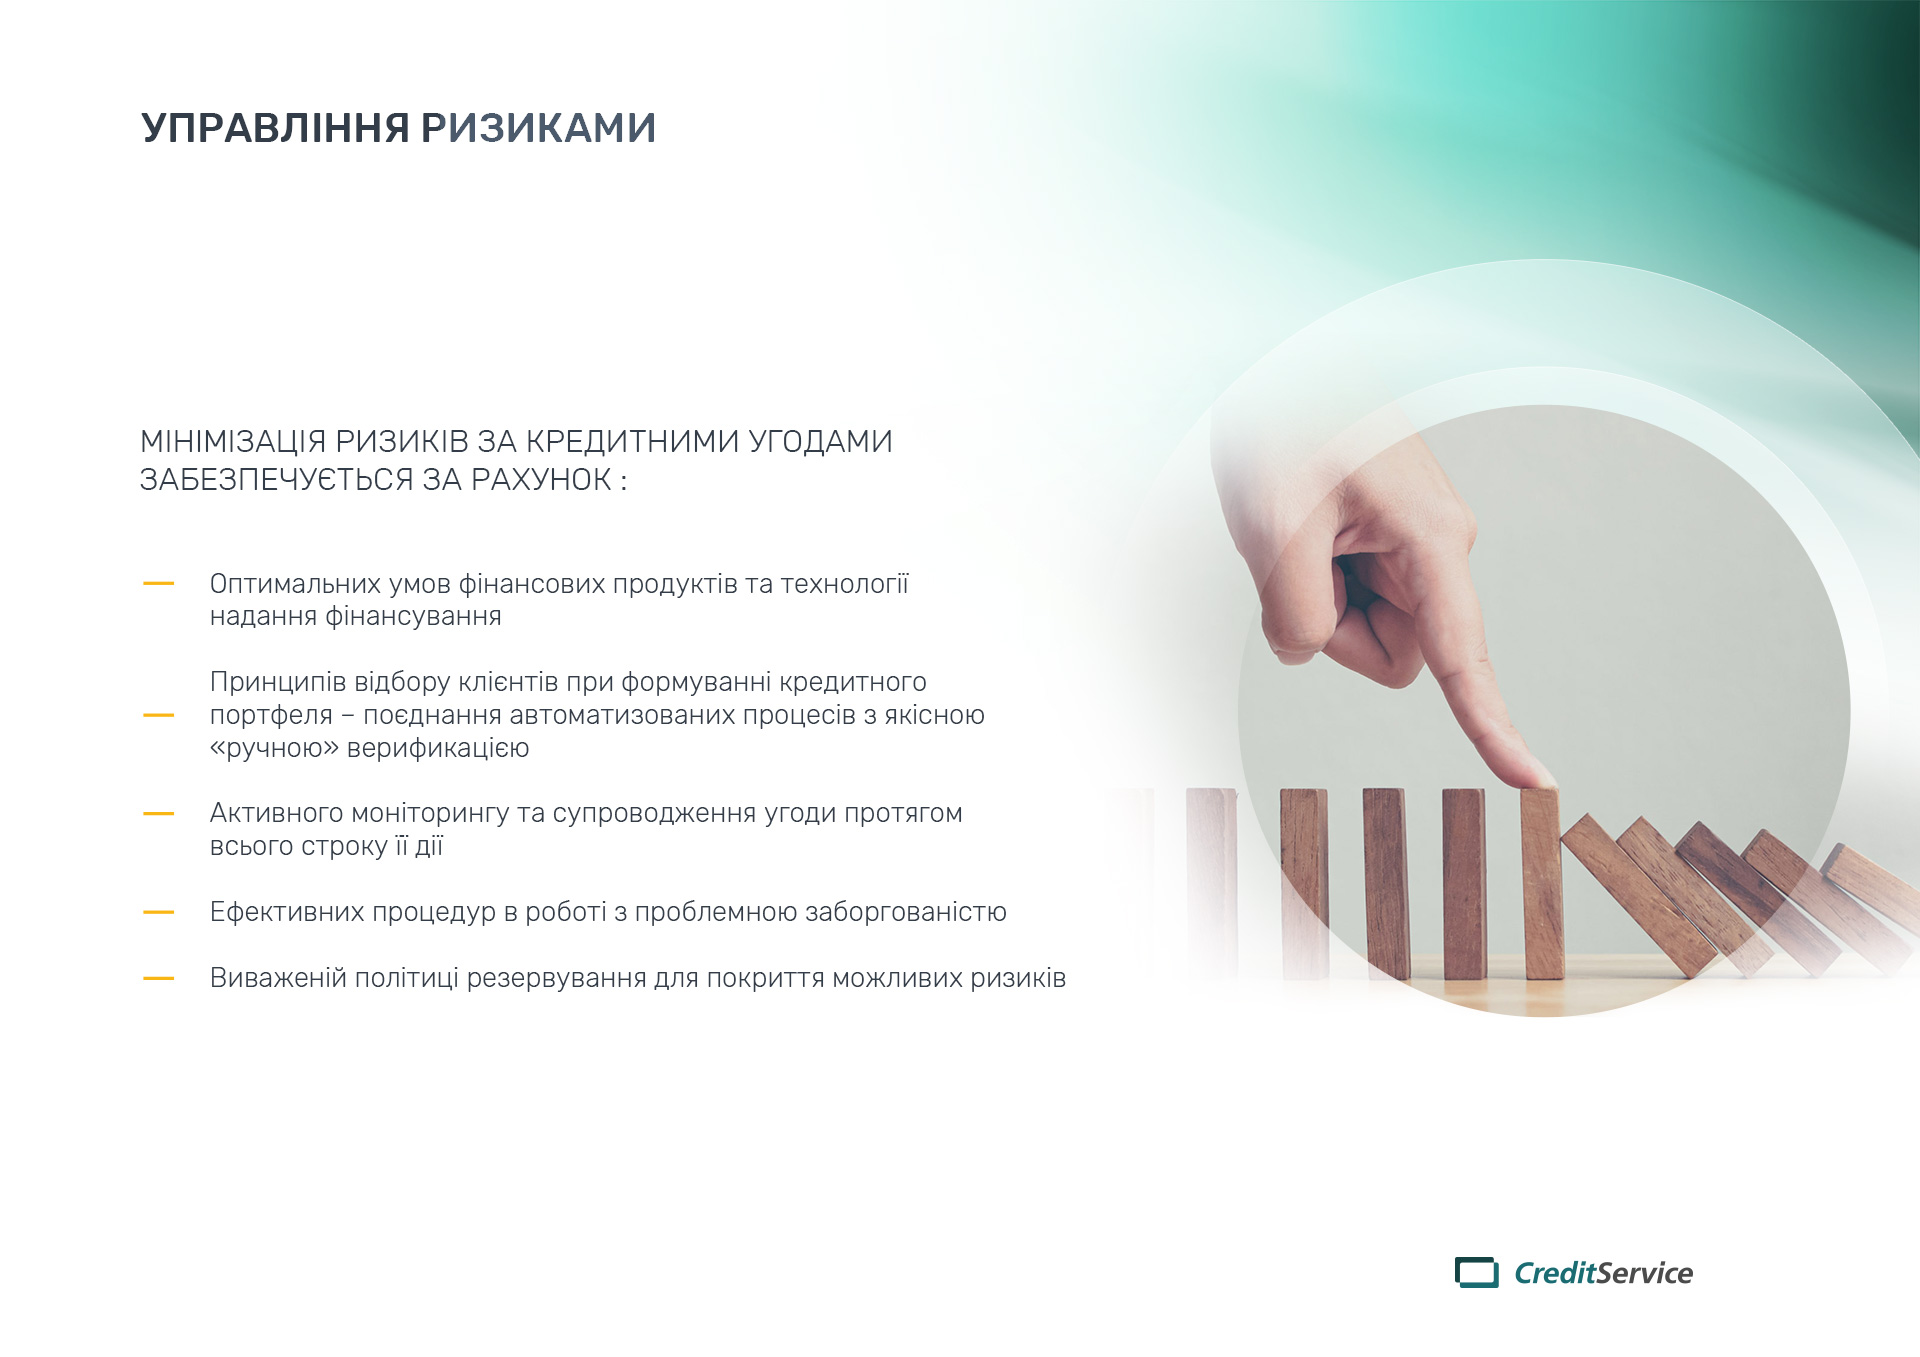 УПРАВЛІННЯ РИЗИКАМИ
МІНІМІЗАЦІЯ РИЗИКІВ ЗА КРЕДИТНИМИ УГОДАМИ
ЗАБЕЗПЕЧУЄТЬСЯ ЗА РАХУНОК :
— Оптимальних умов фінансових продуктів та технології
надання фінансування
Принципів відбору клієнтів при формуванні кредитного
— портфеля – поєднання автоматизованих процесів з якісною
«ручною» верификацією
— Активного моніторингу та супроводження угоди протягом
всього строку її дії
— Ефективних процедур в роботі з проблемною заборгованістю
— Виваженій політиці резервування для покриття можливих ризиків
CreditService